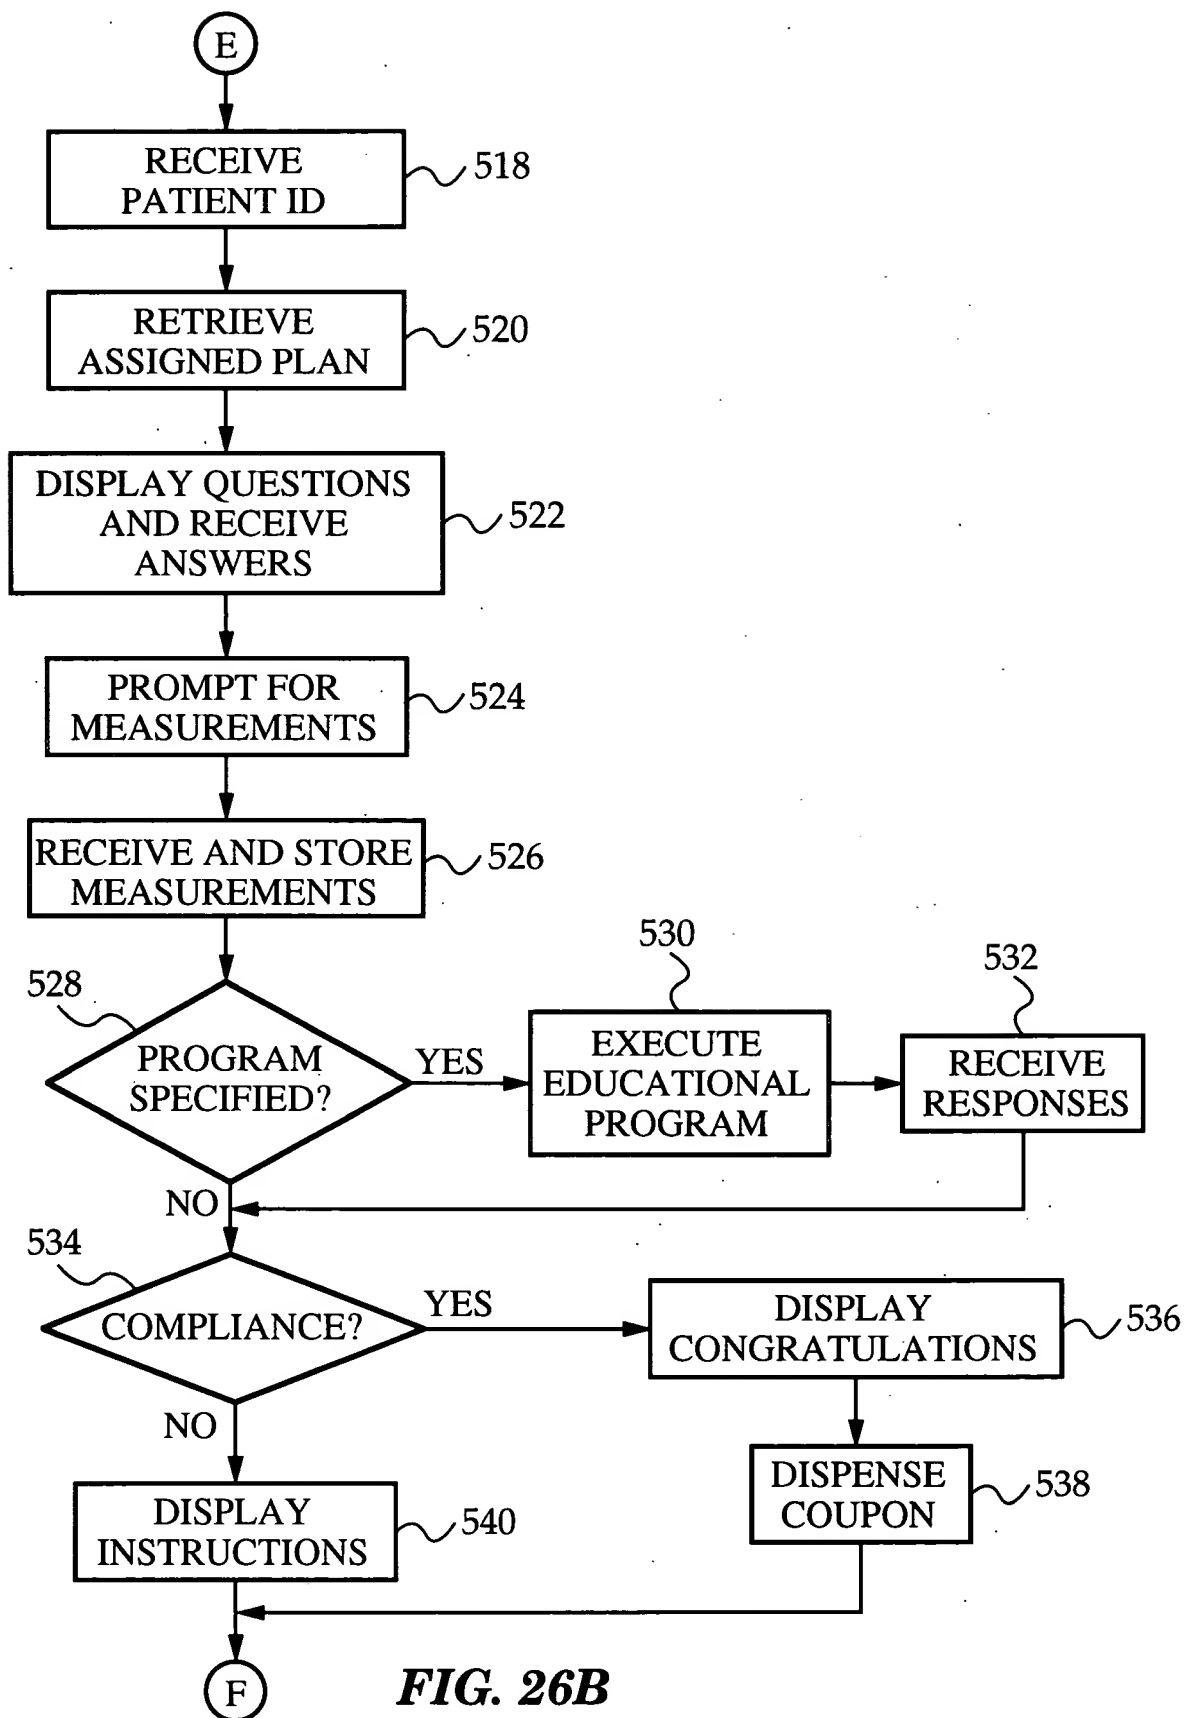 E
RECEIVE
PATIENT ID
518
RETRIEVE
ASSIGNED PLAN
520
DISPLAY QUESTIONS
AND RECEIVE
ANSWERS
522
PROMPT FOR
MEASUREMENTS
524
RECEIVE AND STORE
MEASUREMENTS
526
528
PROGRAM
SPECIFIED?
YES
530
EXECUTE
EDUCATIONAL
PROGRAM
532
RECEIVE
RESPONSES
NO
534
COMPLIANCE?
YES
DISPLAY
CONGRATULATIONS
536
NO
DISPENSE
COUPON
538
DISPLAY
INSTRUCTIONS
540
F
FIG. 26B